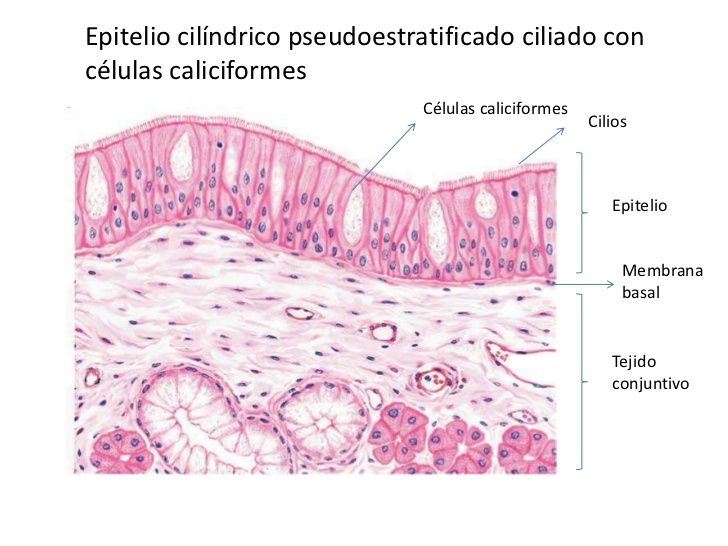 Epitelio cilíndrico pseudoestratificado ciliado con
células caliciformes
Células caliciformes
Cilios
Epitelio
Membrana
basal
Tejido
conjuntivo